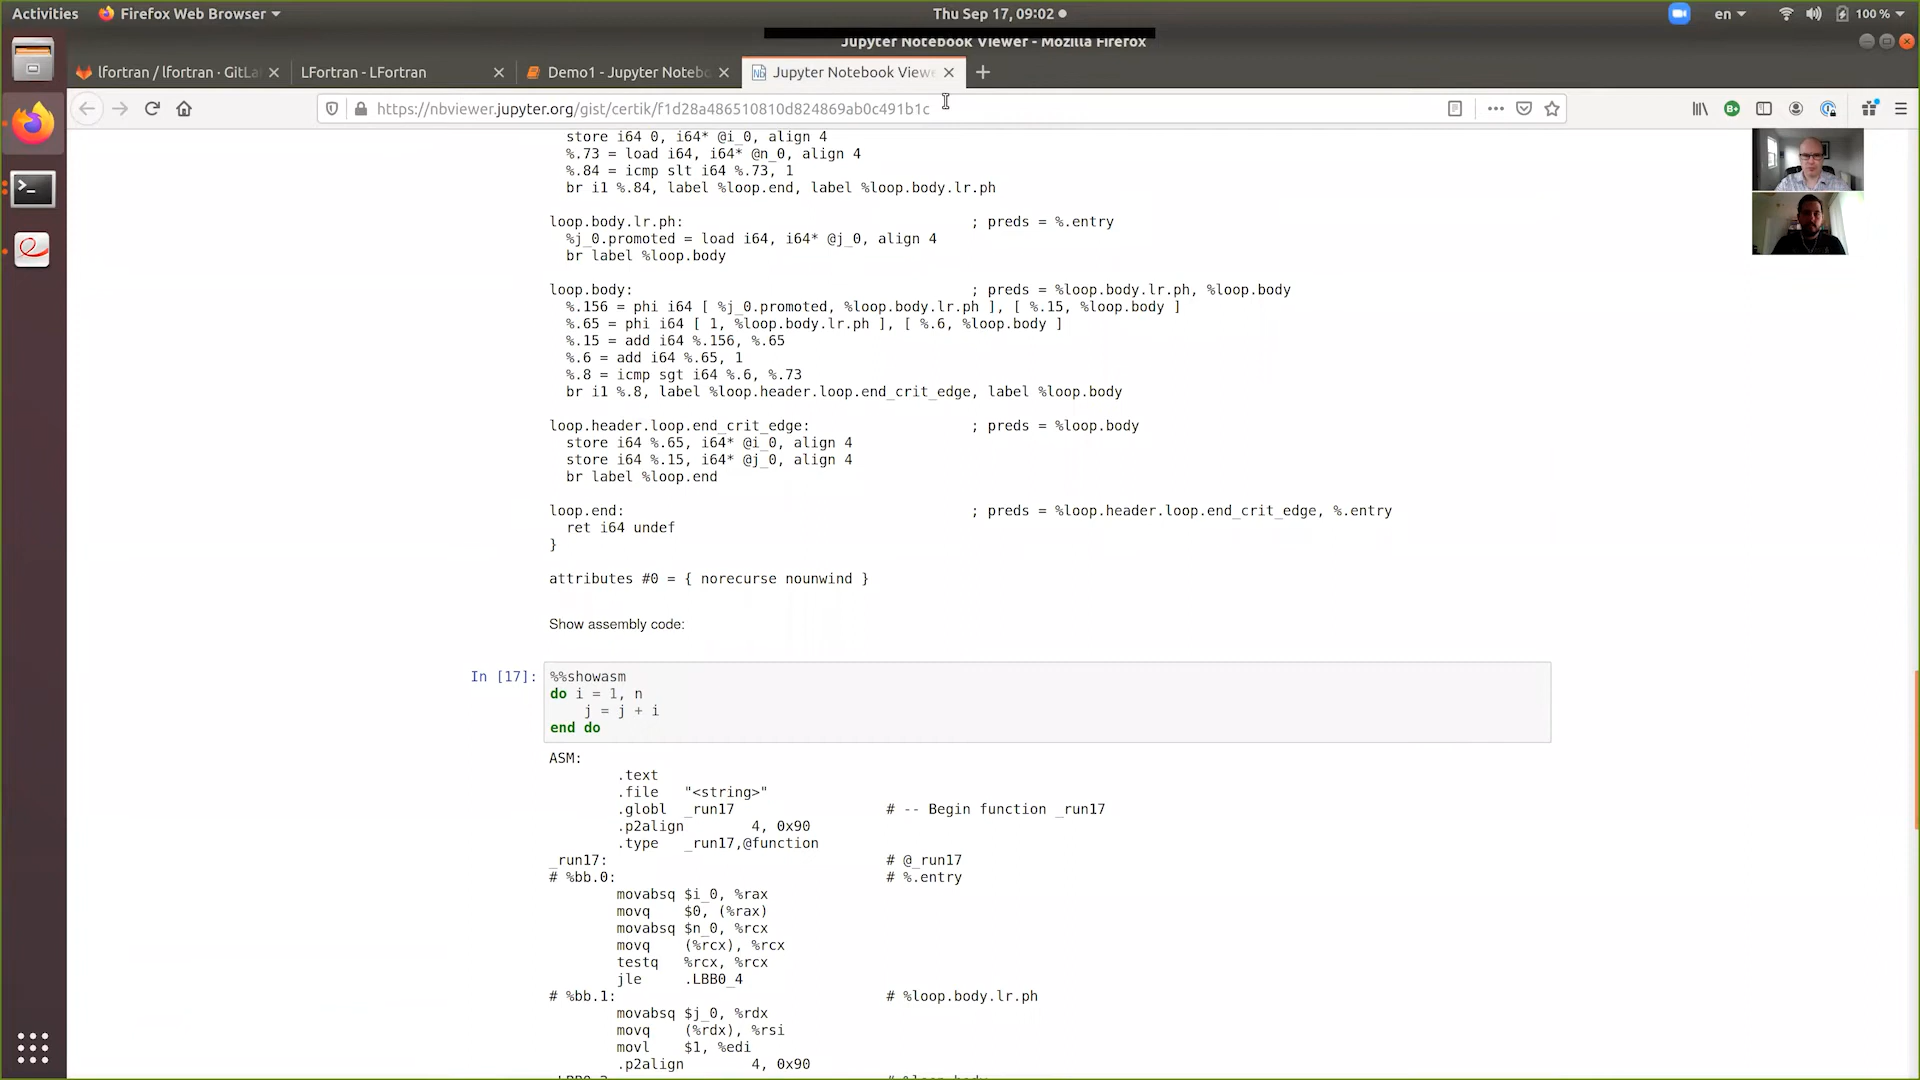 Activities
Firefox Web Browser
Thu Sep 17, 09:02
en
100 %
Jupyter Notebook Viewer - Mozilla Firefox
lfortran / lfortran · GitLa
LFortran - LFortran
Demo1 - Jupyter Notebo
Jupyter Notebook Viewe
https://nbviewer.jupyter.org/gist/certik/f1d28a486510810d824869ab0c491b1c
store i64 0, i64* @i_0, align 4
%.73 = load i64, i64* @n_0, align 4
%.84 = icmp slt i64 %.73, 1
br i1 %.84, label %loop.end, label %loop.body.lr.ph
loop.body.lr.ph: ; preds = %.entry
%j_0.promoted = load i64, i64* @j_0, align 4
br label %loop.body
loop.body: ; preds = %loop.body.lr.ph, %loop.body
%.156 = phi i64 [ %j_0.promoted, %loop.body.lr.ph ], [ %.15, %loop.body ]
%.65 = phi i64 [ 1, %loop.body.lr.ph ], [ %.6, %loop.body ]
%.15 = add i64 %.156, %.65
%.6 = add i64 %.65, 1
%.8 = icmp sgt i64 %.6, %.73
br i1 %.8, label %loop.header.loop.end_crit_edge, label %loop.body
loop.header.loop.end_crit_edge: ; preds = %loop.body
store i64 %.65, i64* @i_0, align 4
store i64 %.15, i64* @j_0, align 4
br label %loop.end
loop.end: ; preds = %loop.header.loop.end_crit_edge, %.entry
ret i64 undef
}
attributes #0 = { norecurse nounwind }
Show assembly code:
In [17]:
%%showasm
do i = 1, n
j = j + i
end do
ASM:
.text
.file "<string>"
.globl _run17 # -- Begin function _run17
.p2align 4, 0x90
.type _run17,@function
_run17: # @_run17
# %bb.0: # %.entry
movabsq $i_0, %rax
movq $0, (%rax)
movabsq $n_0, %rcx
movq (%rcx), %rcx
testq %rcx, %rcx
jle .LBB0_4
# %bb.1: # %loop.body.lr.ph
movabsq $j_0, %rdx
movq (%rdx), %rsi
movl $1, %edi
.p2align 4, 0x90